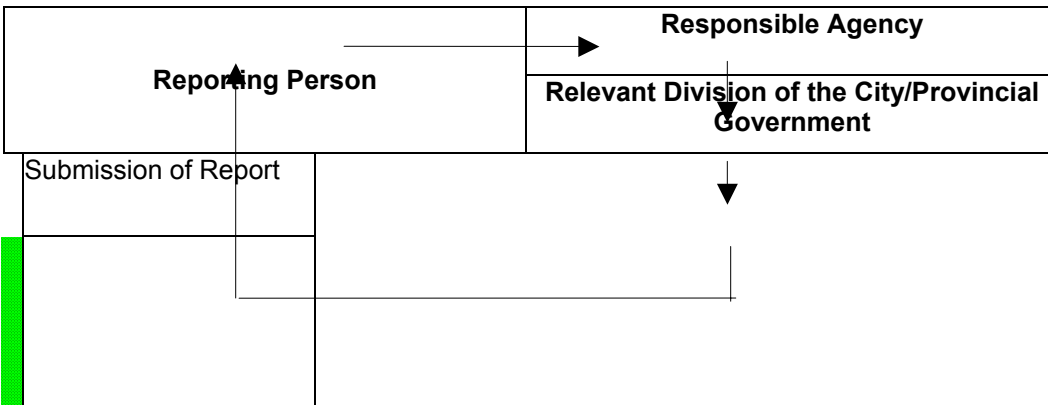 Responsible Agency
Reporting Person
Relevant Division of the City/Provincial
Government
Submission of Report